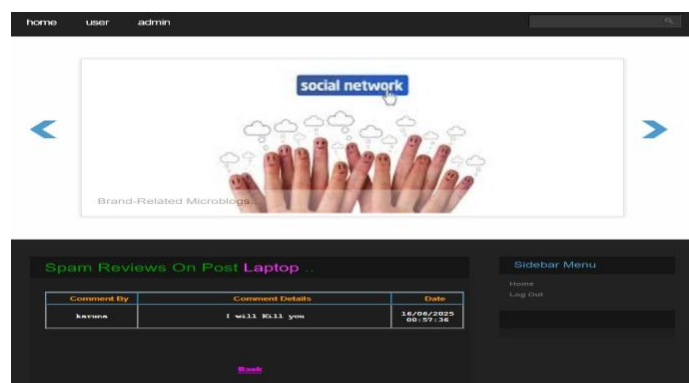 home user admin
social network
Brand-Related Microblogs..
Spam Reviews On Post Laptop ..
Sidebar Menu
Home
Log Out
Comment By Comment Details Date
karuna I will Kill you 16/06/2025
00:57:36
Back